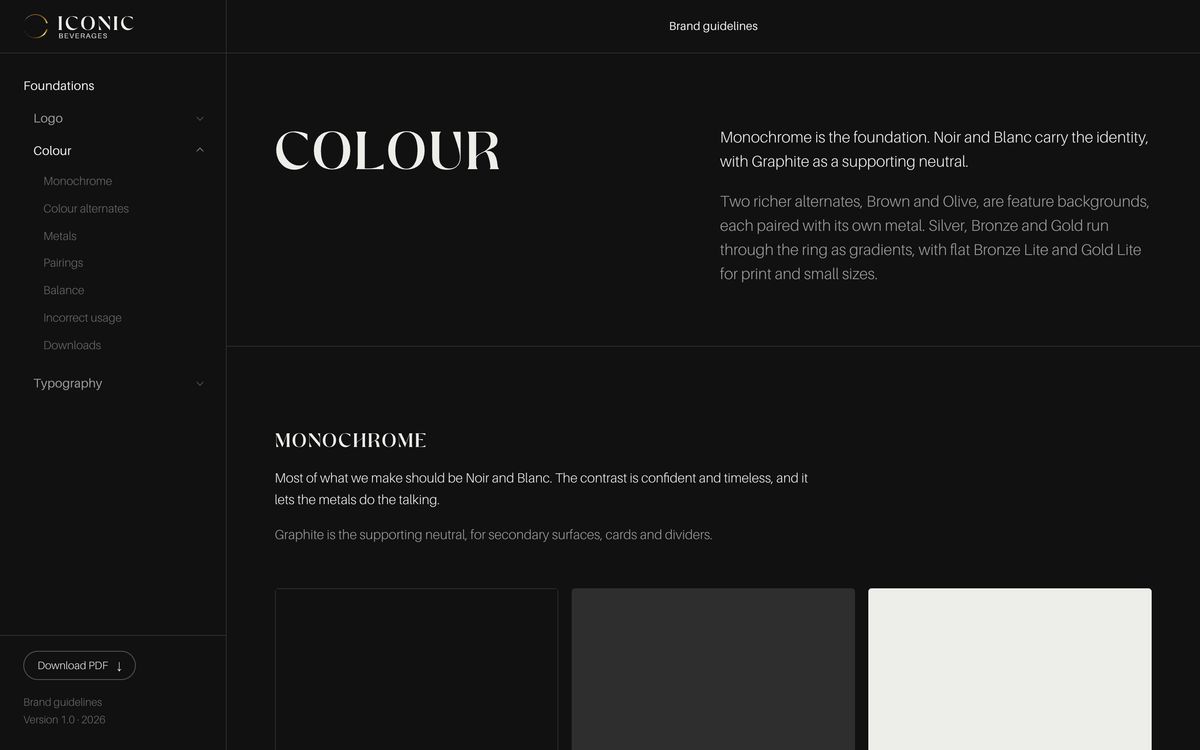 ICONIC
BEVERAGES
Brand guidelines
Foundations
Logo
Colour
Monochrome
Colour alternates
Metals
Pairings
Balance
Incorrect usage
Downloads
Typography
Download PDF ↓
Brand guidelines
Version 1.0 · 2026
COLOUR
Monochrome is the foundation. Noir and Blanc carry the identity,
with Graphite as a supporting neutral.
Two richer alternates, Brown and Olive, are feature backgrounds,
each paired with its own metal. Silver, Bronze and Gold run
through the ring as gradients, with flat Bronze Lite and Gold Lite
for print and small sizes.
MONOCHROME
Most of what we make should be Noir and Blanc. The contrast is confident and timeless, and it
lets the metals do the talking.
Graphite is the supporting neutral, for secondary surfaces, cards and dividers.